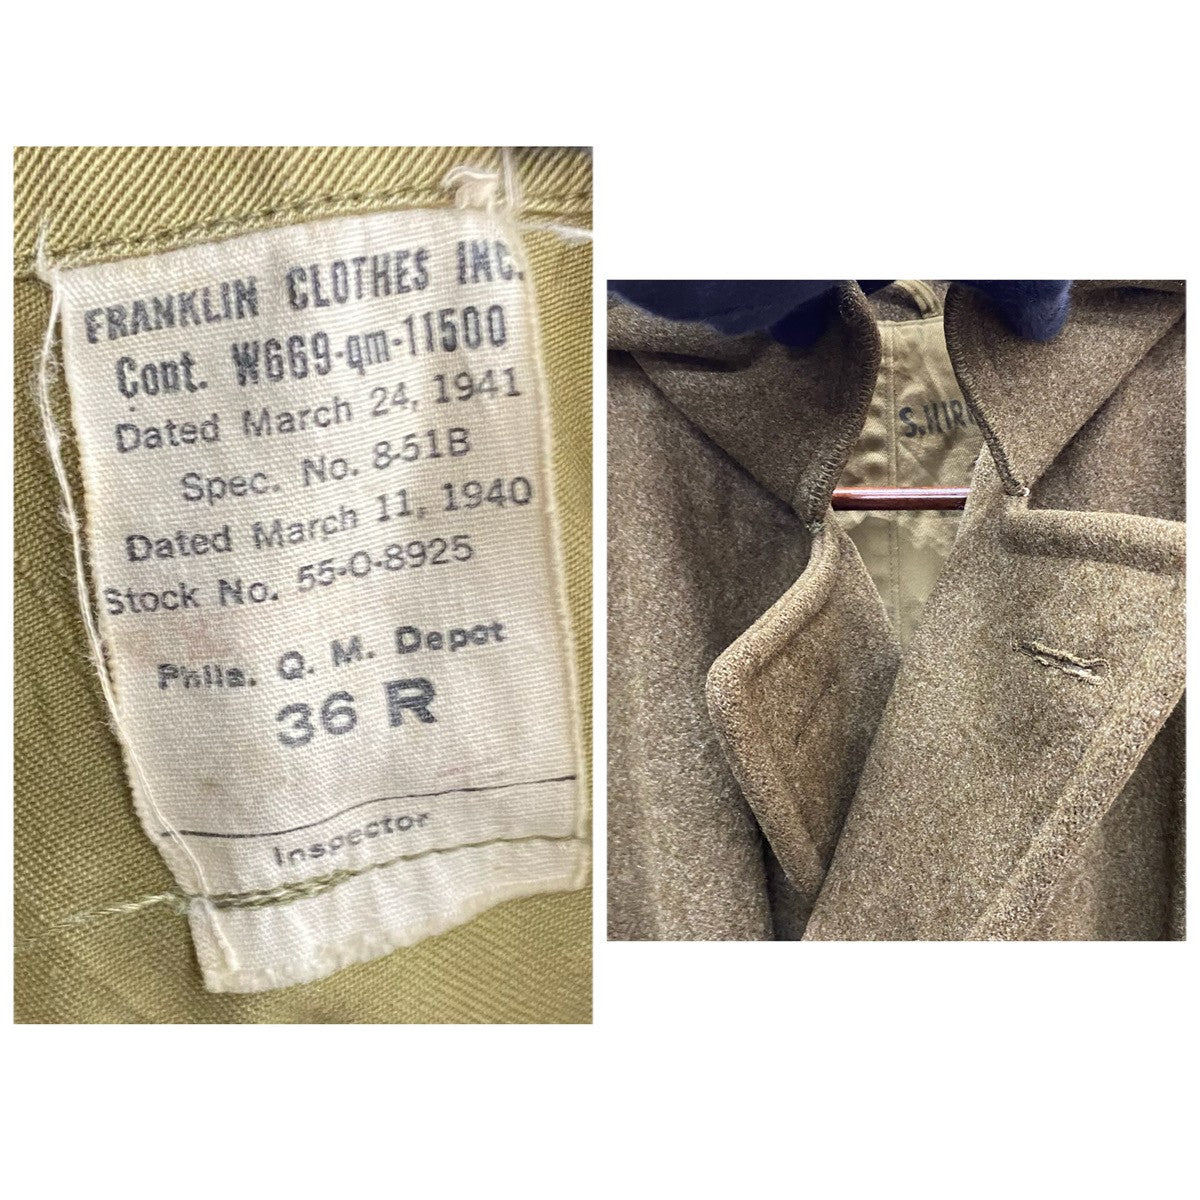 FRANKLIN CLOTHES INC.
Cont. W669-qm-11500
Dated March 24, 1941
Spec. No. 8-51B
Dated March 11, 1940
Stock No. 55-0-8925
Phila. Q. M. Depot
36 R
Inspector
S.KIR